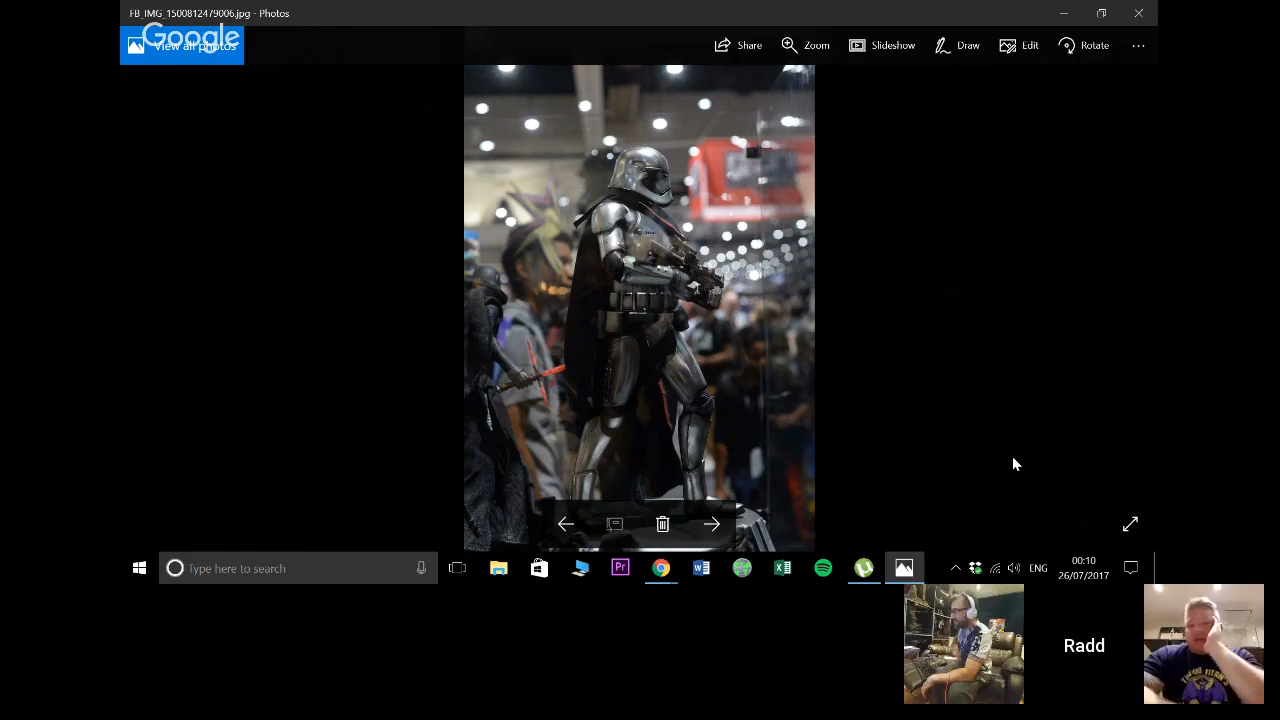 FB_IMG_1500812479006.jpg - Photos
Google
View all photos
Share
Zoom
Slideshow
Draw
Edit
Rotate
Type here to search
Pr
ENG
00:10
26/07/2017
Radd